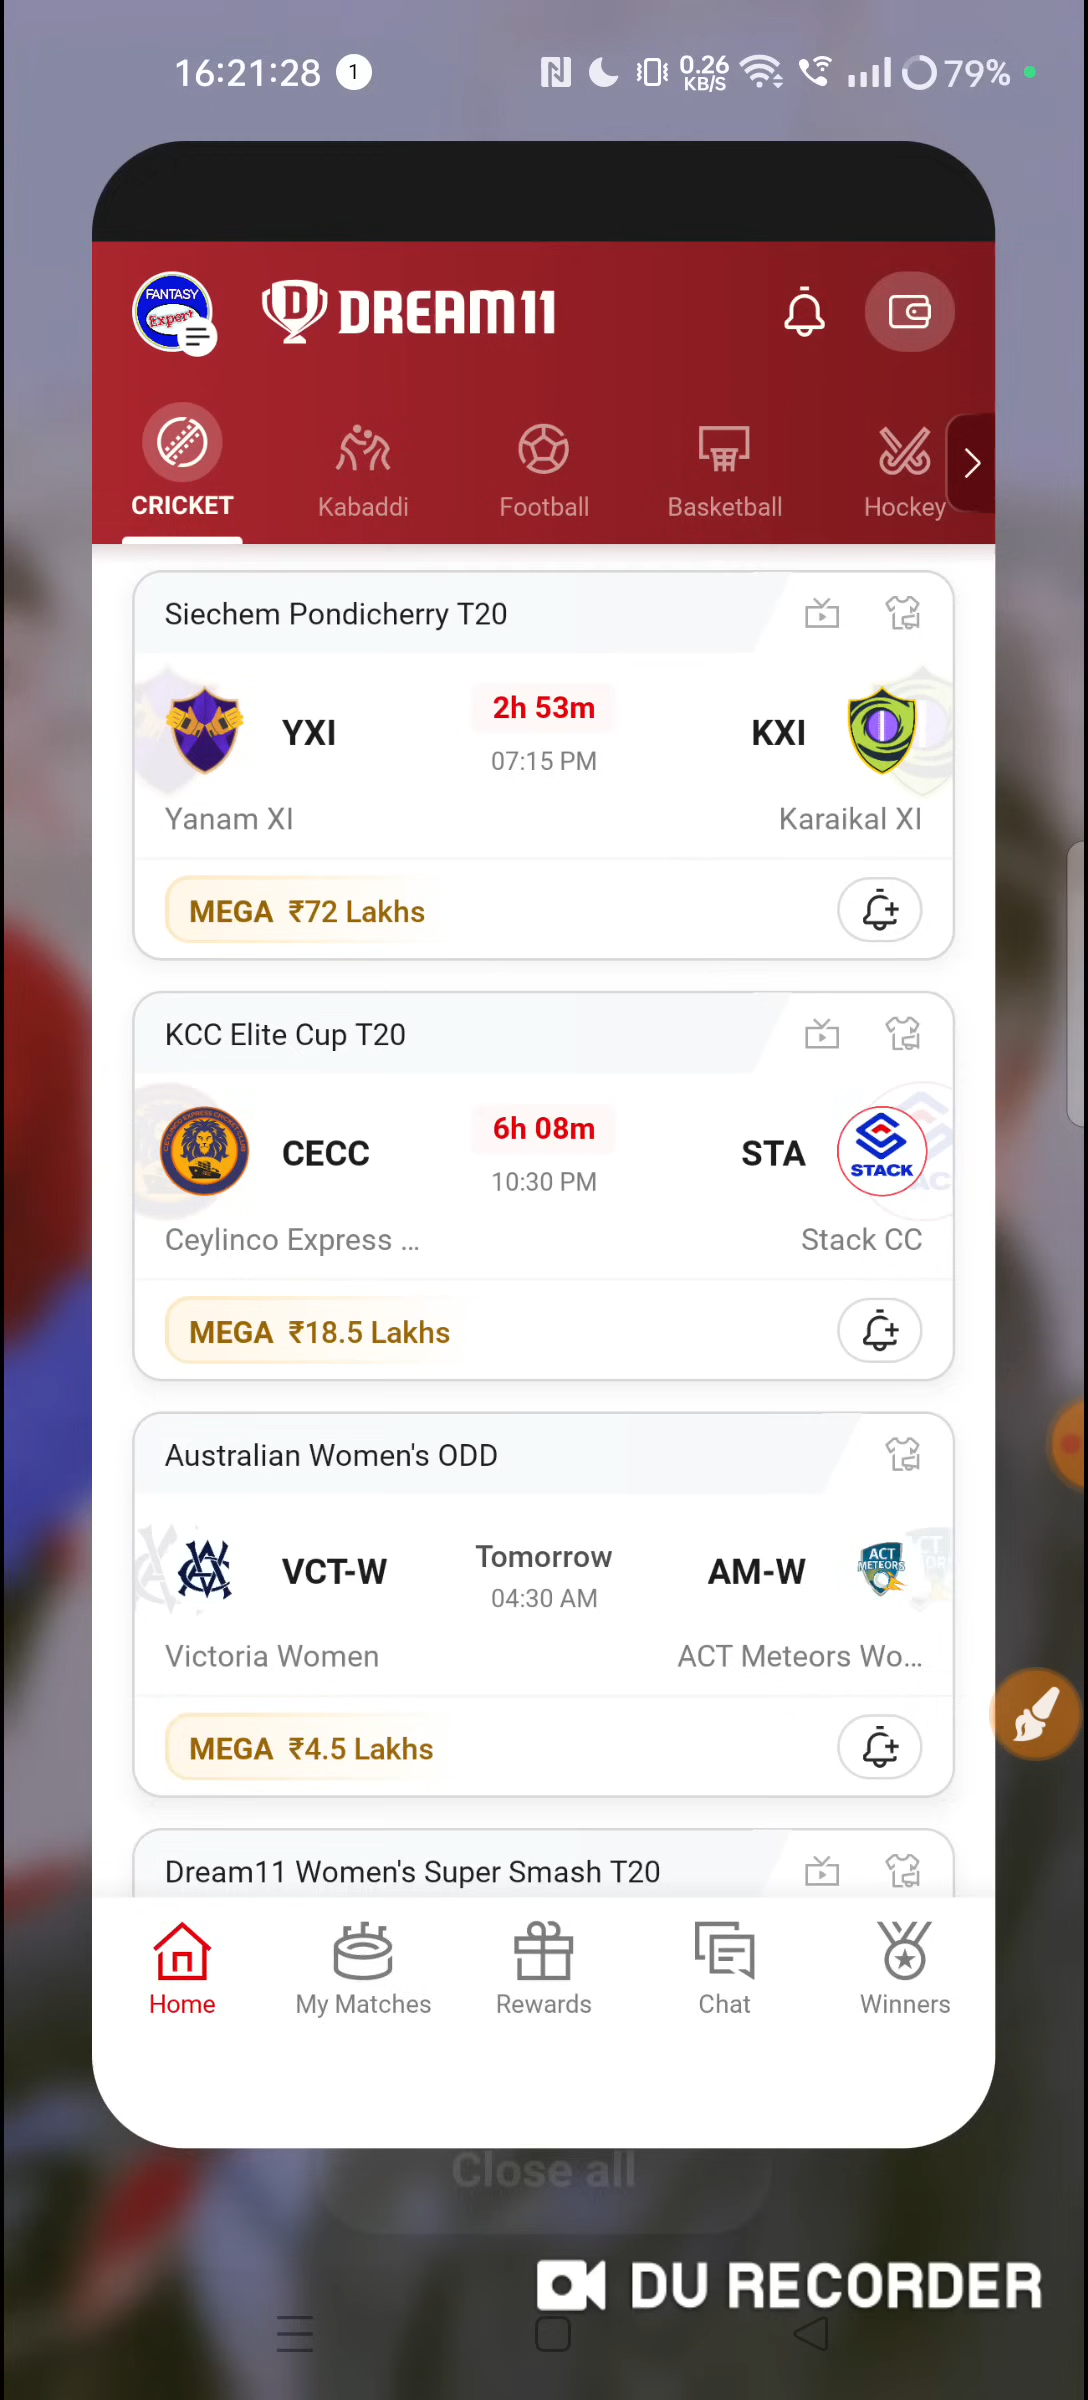 16:21:28 1 0.26 KB/S 79%
FANTASY
Expert
DREAM11
CRICKET Kabaddi Football Basketball Hockey
Siechem Pondicherry T20
YXI 2h 53m KXI
07:15 PM
Yanam XI Karaikal XI
MEGA ₹72 Lakhs
KCC Elite Cup T20
CECC 6h 08m STA
10:30 PM
STACK
Ceylinco Express ... Stack CC
MEGA ₹18.5 Lakhs
Australian Women's ODD
VCT-W Tomorrow AM-W
04:30 AM
ACT
METEORS
Victoria Women ACT Meteors Wo...
MEGA ₹4.5 Lakhs
Dream11 Women's Super Smash T20
Home My Matches Rewards Chat Winners
Close all
DU RECORDER